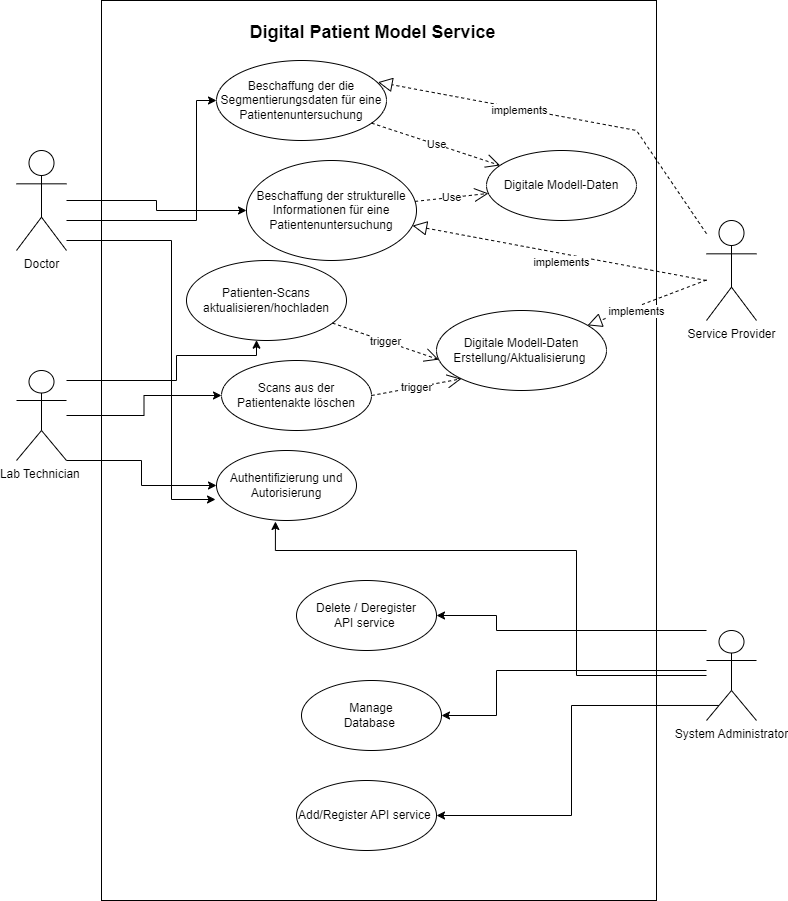 Digital Patient Model Service
Beschaffung der die
Segmentierungsdaten für eine
Patientenuntersuchung
implements
Use
Digitale Modell-Daten
Beschaffung der strukturelle
Informationen für eine
Patientenuntersuchung
Use
Doctor
implements
Patienten-Scans
aktualisieren/hochladen
implements
Service Provider
trigger
Digitale Modell-Daten
Erstellung/Aktualisierung
Scans aus der
Patientenakte löschen
trigger
Lab Technician
Authentifizierung und
Autorisierung
Delete / Deregister
API service
Manage
Database
System Administrator
Add/Register API service